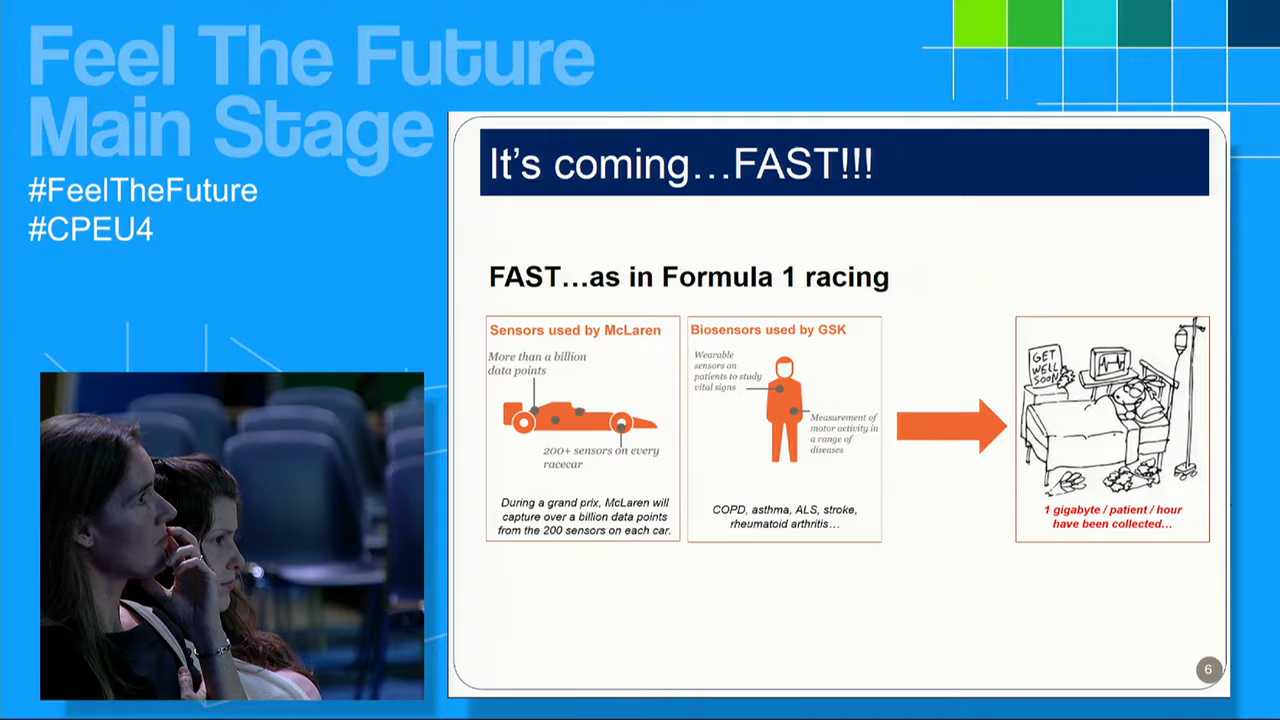 Feel The Future
Main Stage
#FeelTheFuture
#CPEU4
It's coming…FAST!!!
FAST…as in Formula 1 racing
Sensors used by McLaren
More than a billion
data points
200+ sensors on every
racecar
During a grand prix, McLaren will
capture over a billion data points
from the 200 sensors on each car.
Biosensors used by GSK
Wearable
sensors on
patients to study
vital signs
Measurement of
motor activity in
a range of
diseases
COPD, asthma, ALS, stroke,
rheumatoid arthritis…
GET
WELL
SOON
1 gigabyte / patient / hour
have been collected…
6